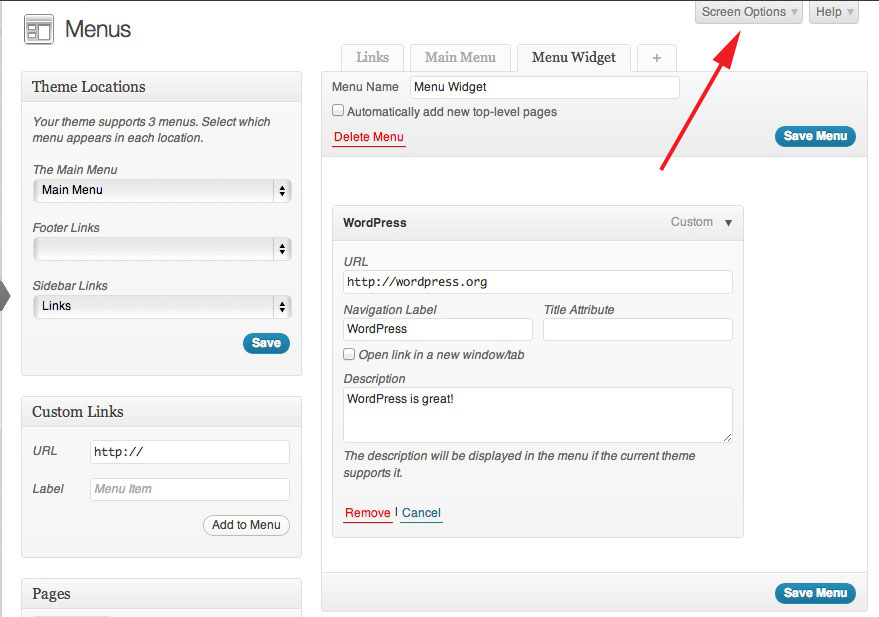 Screen Options
Help
Menus
Links
Main Menu
Menu Widget
+
Theme Locations
Your theme supports 3 menus. Select which
menu appears in each location.
The Main Menu
Main Menu
Footer Links
Sidebar Links
Links
Save
Custom Links
URL
http://
Label
Menu Item
Add to Menu
Pages
Menu Name
Menu Widget
Automatically add new top-level pages
Delete Menu
Save Menu
WordPress
Custom
URL
http://wordpress.org
Navigation Label
Title Attribute
WordPress
Open link in a new window/tab
Description
WordPress is great!
The description will be displayed in the menu if the current theme
supports it.
Remove | Cancel
Save Menu